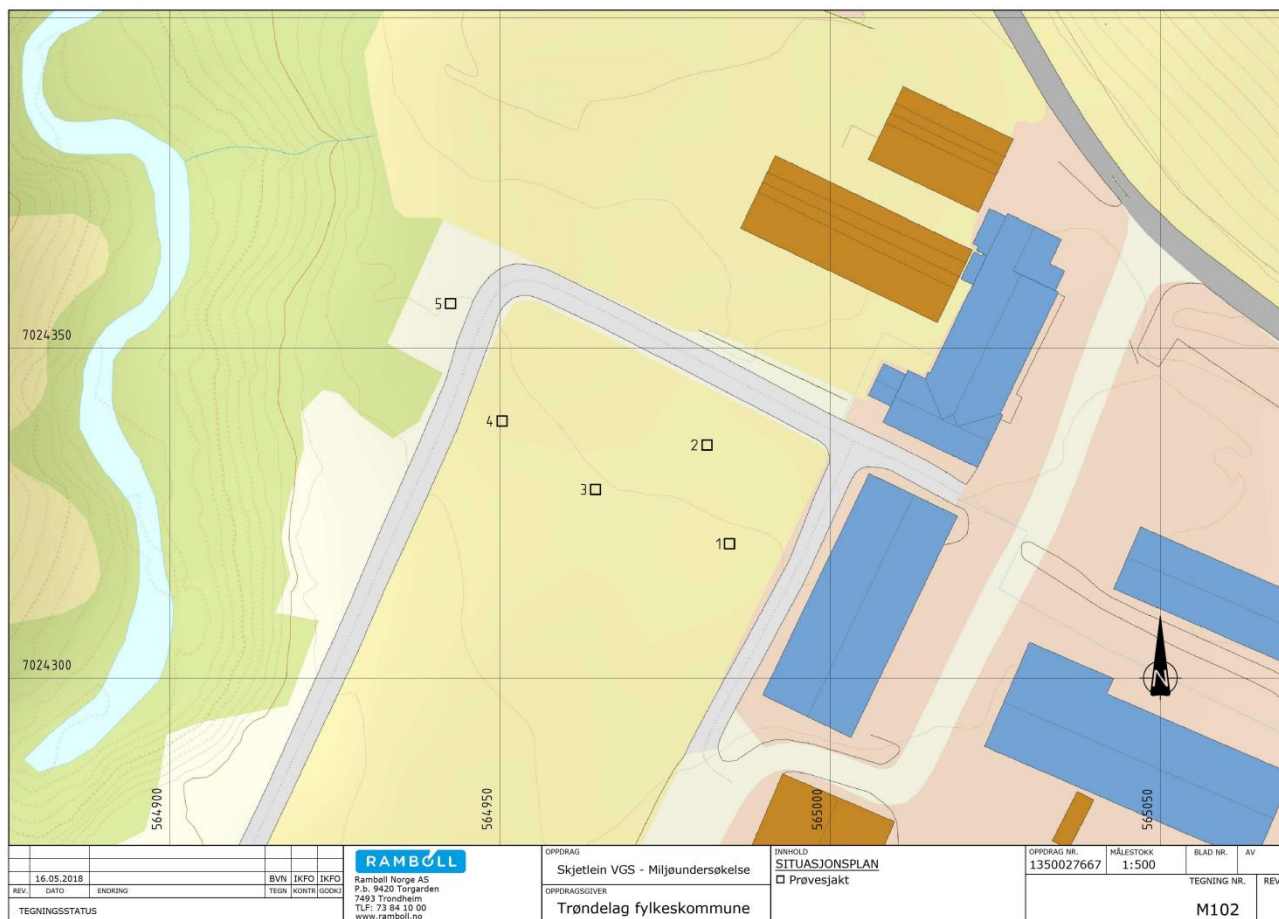 5
7024350
4
2
3
1
7024300
N
564900
564950
565000
565050
16.05.2018 BVN IKFO IKFO
REV. DATO ENDRING TEGN KONTR GODKJ
TEGNINGSSTATUS
RAMBOLL
Rambøll Norge AS
P.b. 9420 Torgarden
7493 Trondheim
TLF: 73 84 10 00
www.ramboll.no
OPPDRAG
Skjetlein VGS - Miljøundersøkelse
OPPDRAGSGIVER
Trøndelag fylkeskommune
INNHOLD
SITUASJONSPLAN
Prøvesjakt
OPPDRAG NR. MÅLESTOKK BLAD NR. AV
1350027667 1:500
TEGNING NR. REV
M102